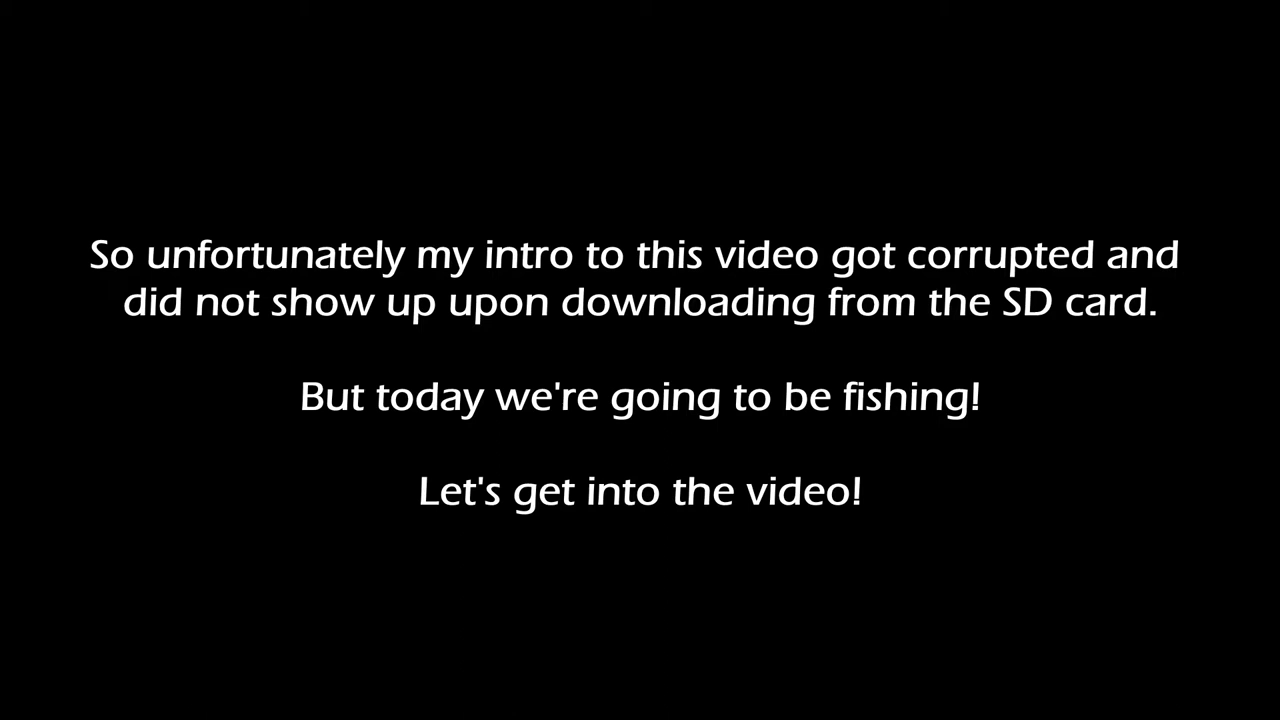 So unfortunately my intro to this video got corrupted and
did not show up upon downloading from the SD card.
But today we're going to be fishing!
Let's get into the video!